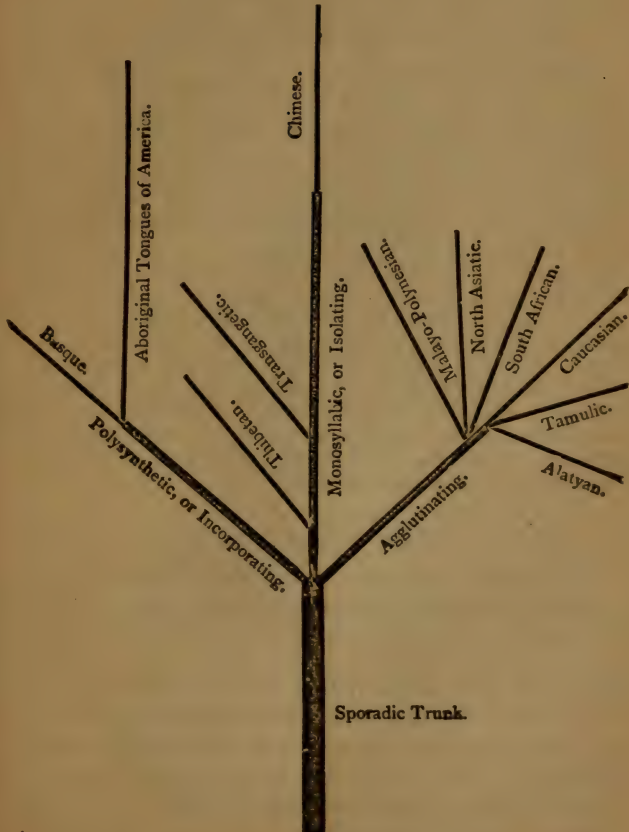 Chinese.
Aboriginal Tongues of America.
Basque.
Transgangetic.
Thibetan.
Polysynthetic, or Incorporating.
Monosyllabic, or Isolating.
Malayo-Polynesian.
North Asiatic.
South African.
Caucasian.
Tamulic.
Alatyan.
Agglutinating.
Sporadic Trunk.